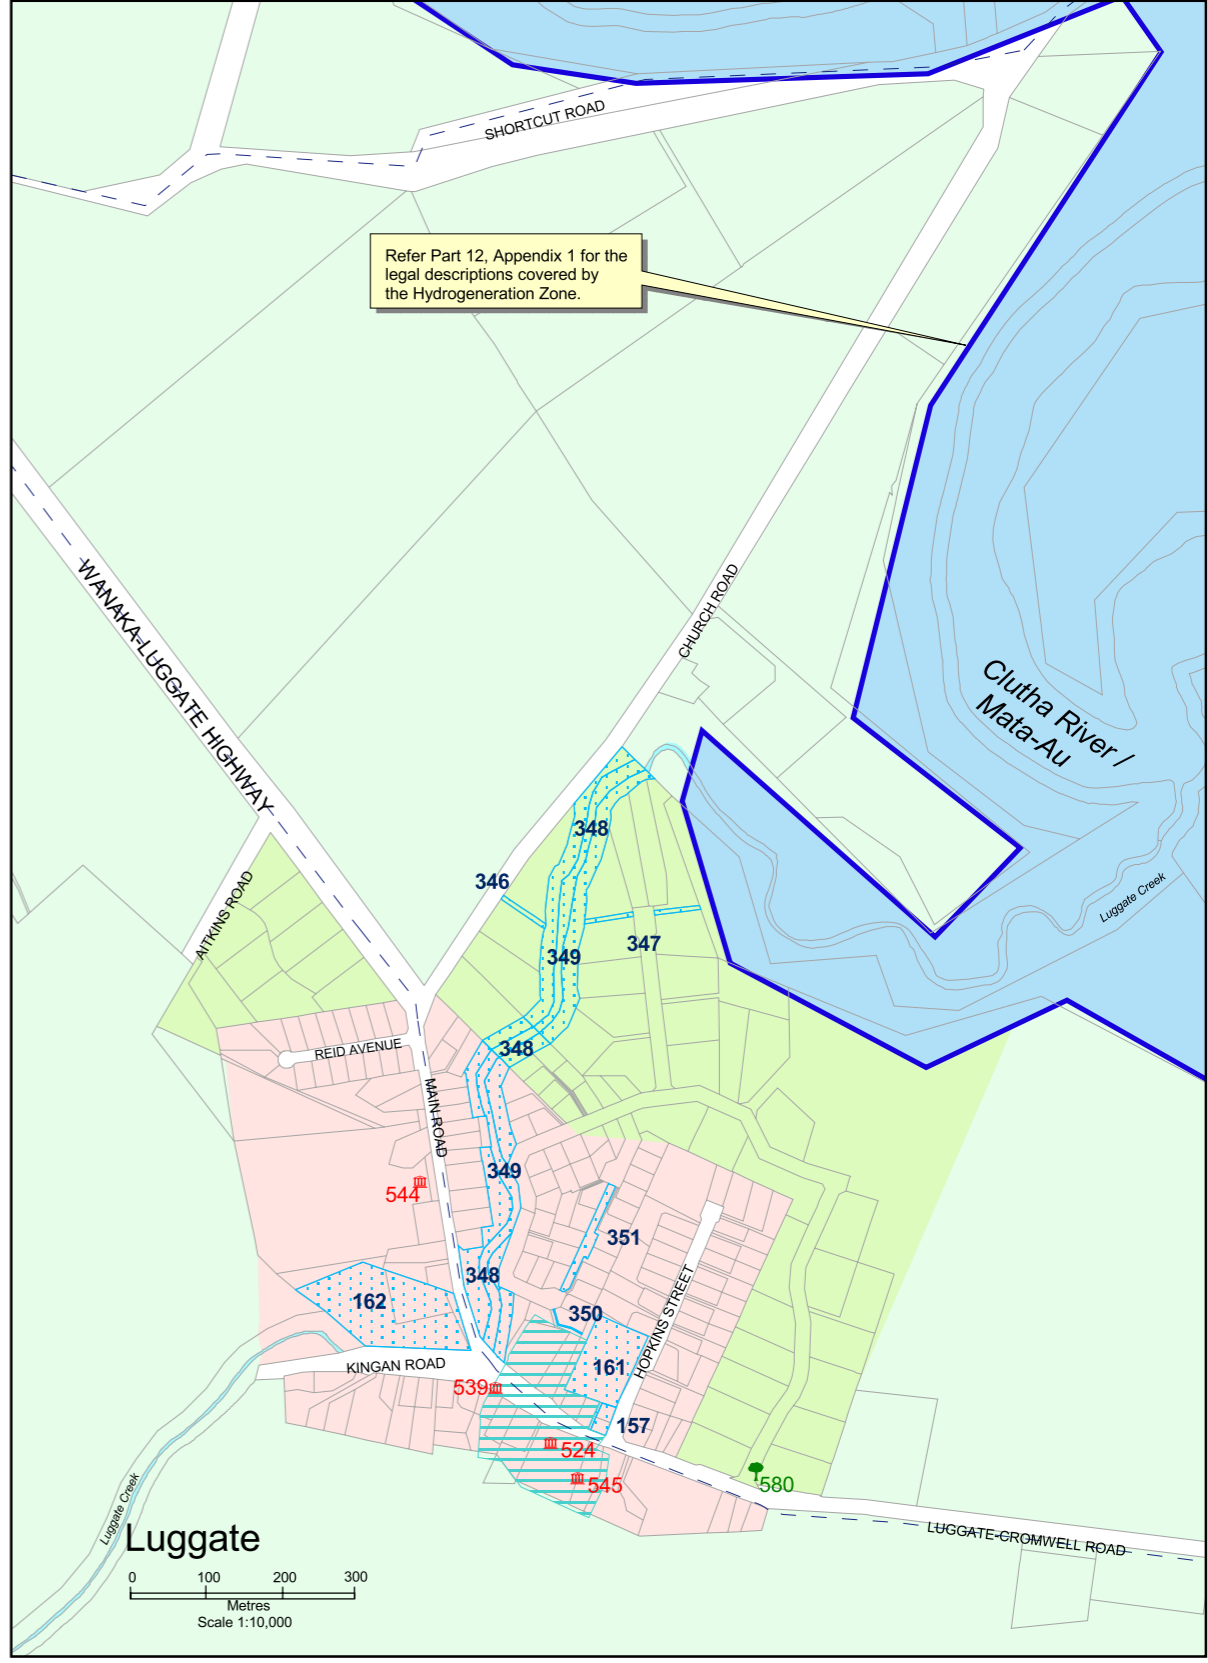 SHORTCUT ROAD
Refer Part 12, Appendix 1 for the
legal descriptions covered by
the Hydrogeneration Zone.
WANAKA-LUGGATE HIGHWAY
CHURCH ROAD
Clutha River /
Mata-Au
348
346
AITKINS ROAD
Luggate Creek
347
349
REID AVENUE
348
MAIN ROAD
349
544
351
348
162
350
HOPKINS STREET
KINGAN ROAD
161
539
157
524
580
545
Luggate Creek
Luggate
LUGGATE-CROMWELL ROAD
0 100 200 300
Metres
Scale 1:10,000